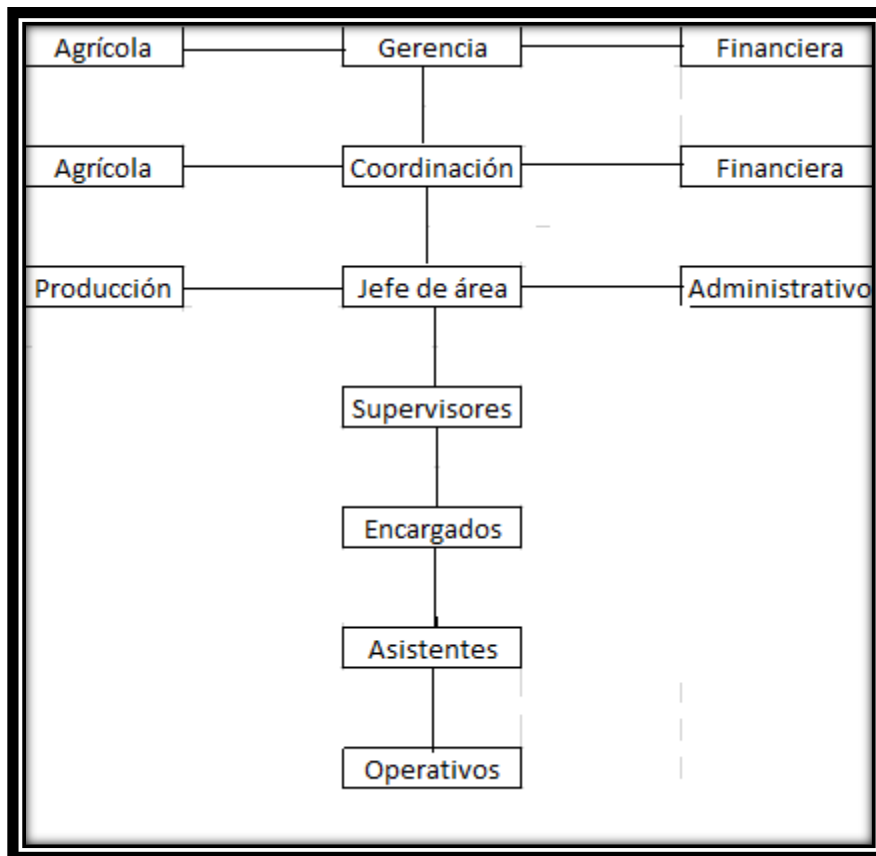 Agrícola Gerencia Financiera
Agrícola Coordinación Financiera
Producción Jefe de área Administrativo
Supervisores
Encargados
Asistentes
Operativos